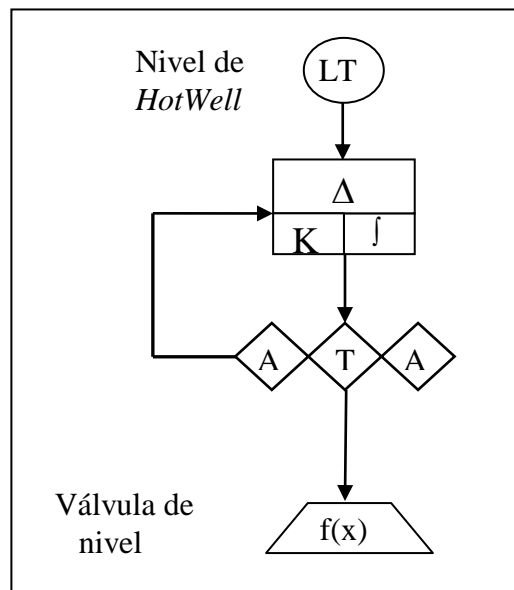 Nivel de
HotWell
LT
Δ
K ∫
A T A
Válvula de
nivel
f(x)